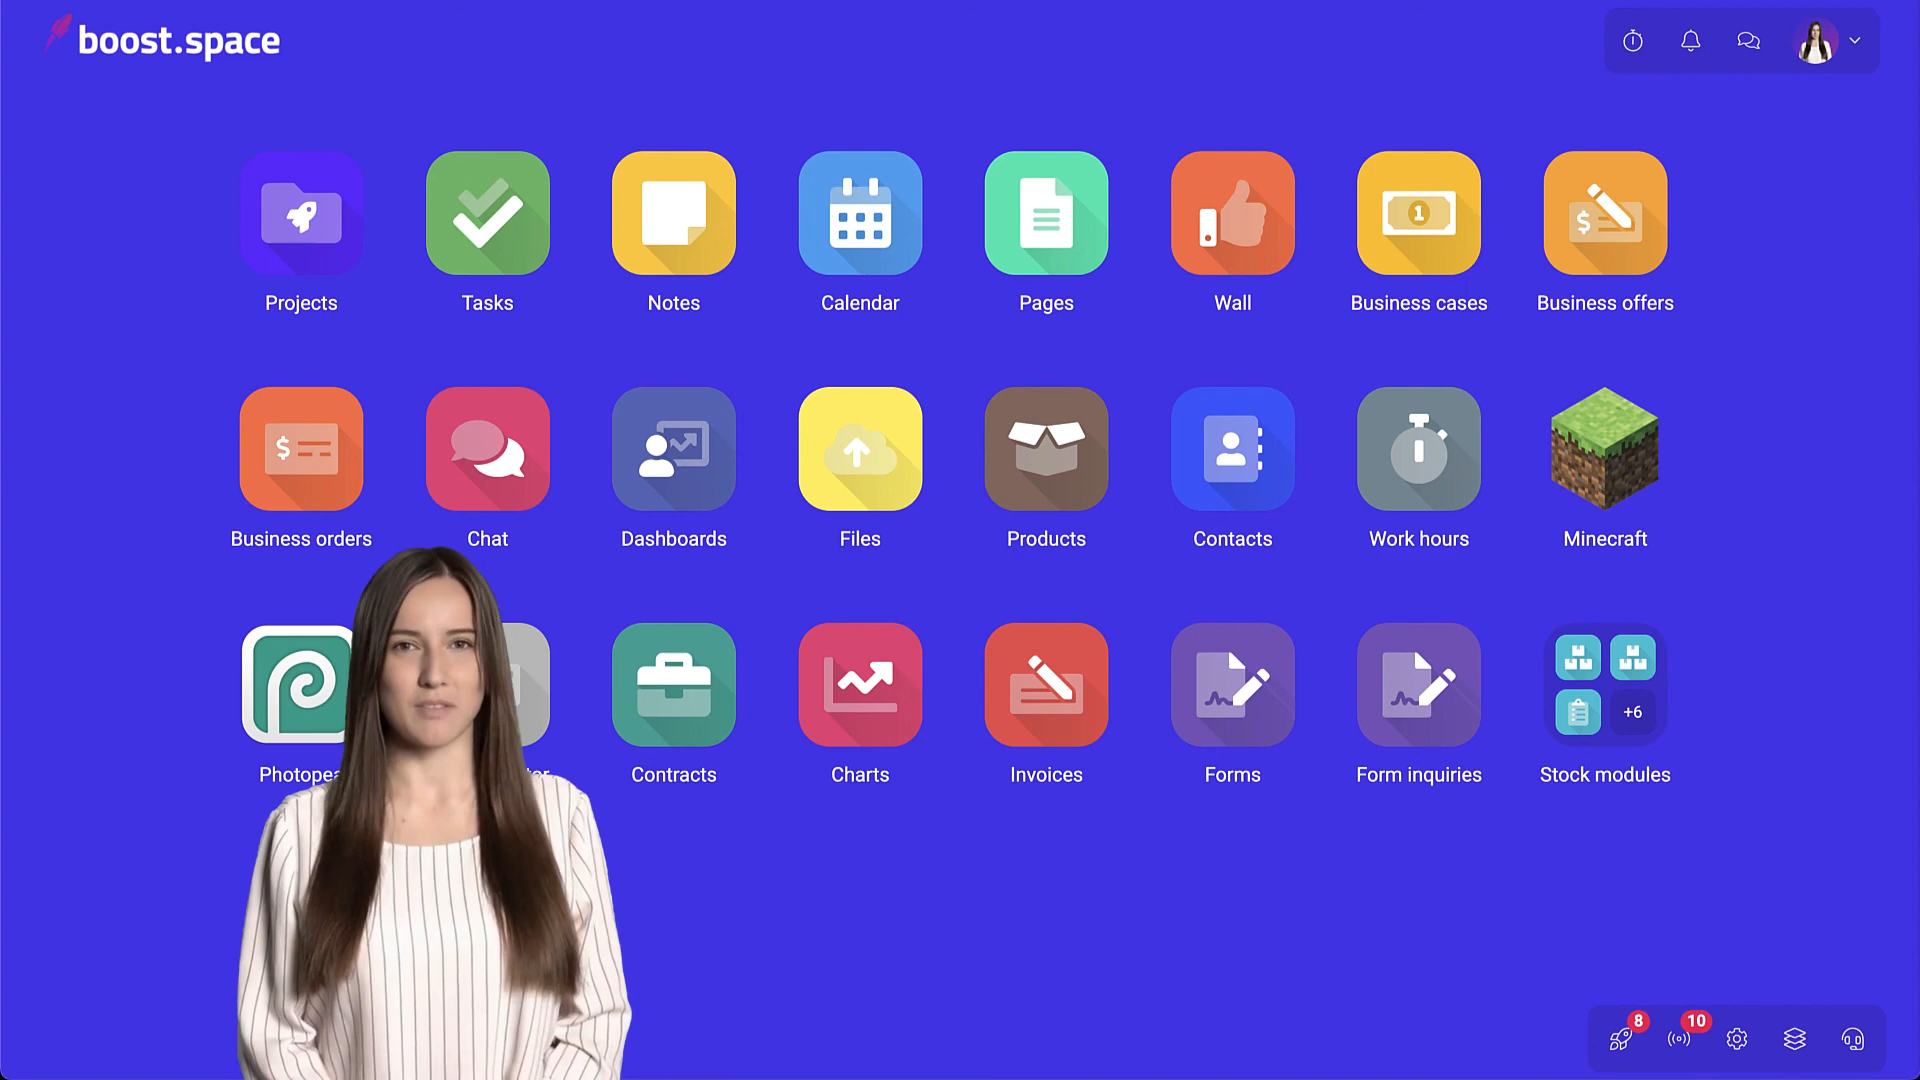 boost.space
Projects
Tasks
Notes
Calendar
Pages
Wall
Business cases
Business offers
Business orders
Chat
Dashboards
Files
Products
Contacts
Work hours
Minecraft
Contracts
Charts
Invoices
Forms
Form inquiries
+6
Stock modules
8
10